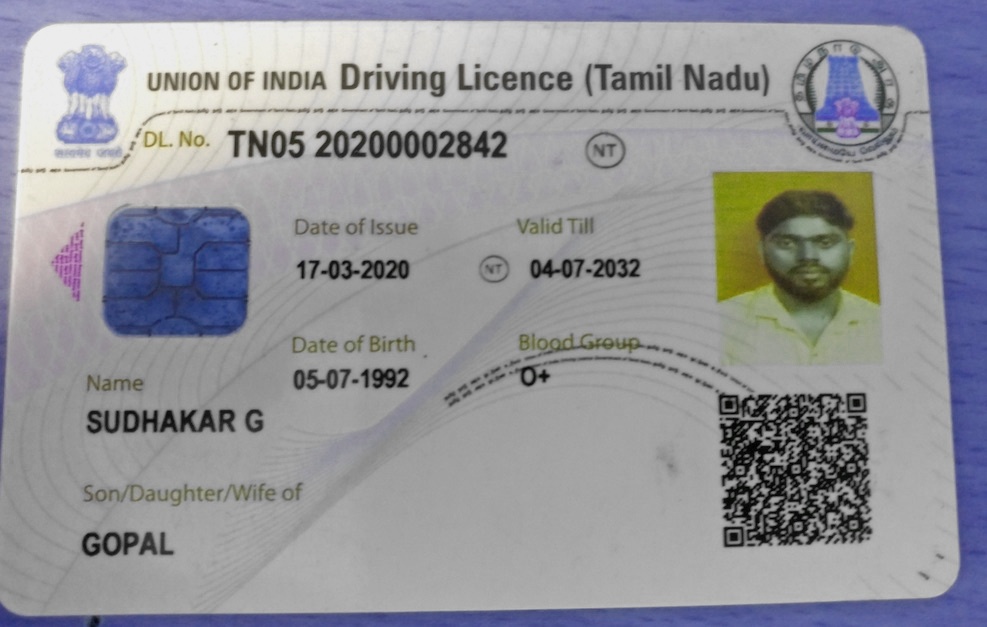 UNION OF INDIA Driving Licence (Tamil Nadu)
DL. No. TN05 20200002842 NT
Date of Issue Valid Till
17-03-2020 NT 04-07-2032
Date of Birth Blood Group
05-07-1992 O+
Name
SUDHAKAR G
Son/Daughter/Wife of
GOPAL